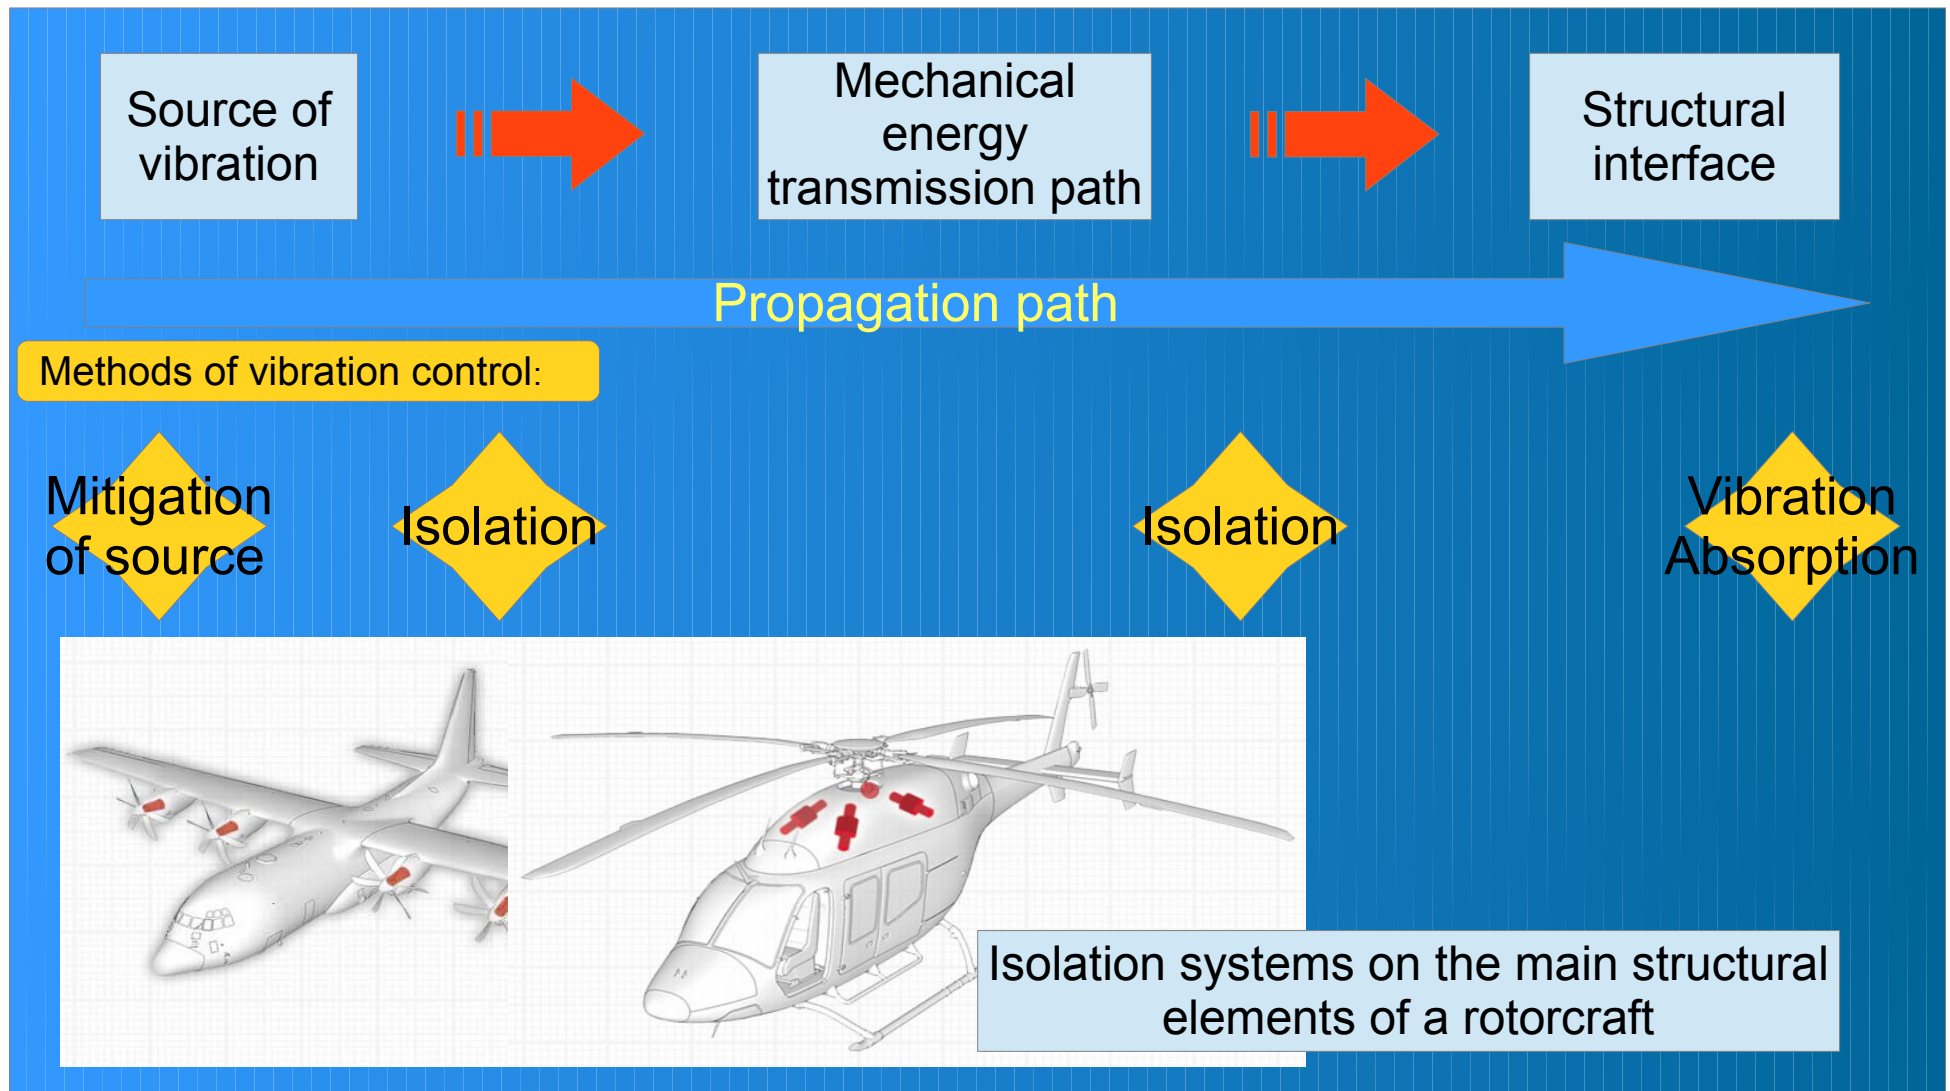 Source of
vibration
Mechanical
energy
transmission path
Structural
interface
Propagation path
Methods of vibration control:
Mitigation
of source
Isolation
Isolation
Vibration
Absorption
Isolation systems on the main structural
elements of a rotorcraft